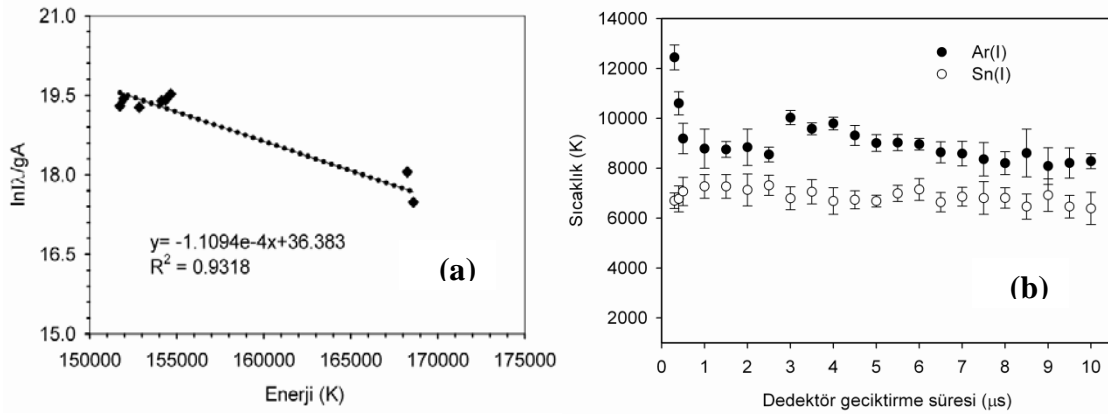 21.0
19.5
18.0
16.5
15.0
lnIλ/gA
y= -1.1094e-4x+36.383
R² = 0.9318
(a)
150000 155000 160000 165000 170000 175000
Enerji (K)
14000
12000
10000
8000
6000
4000
2000
Sıcaklık (K)
Ar(I)
Sn(I)
(b)
0 1 2 3 4 5 6 7 8 9 10
Dedektör geciktirme süresi (μs)